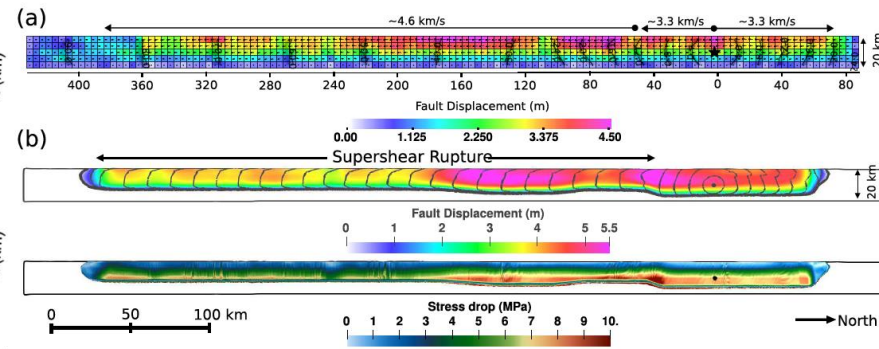 (a)
~4.6 km/s
~3.3 km/s
~3.3 km/s
20 km
400 360 320 280 240 200 160 120 80 40 0 40 80
Fault Displacement (m)
0.00 1.125 2.250 3.375 4.50
(b)
Supershear Rupture
20 km
Fault Displacement (m)
0 1 2 3 4 5 5.5
Stress drop (MPa)
0 50 100 km
0 1 2 3 4 5 6 7 8 9 10.
North